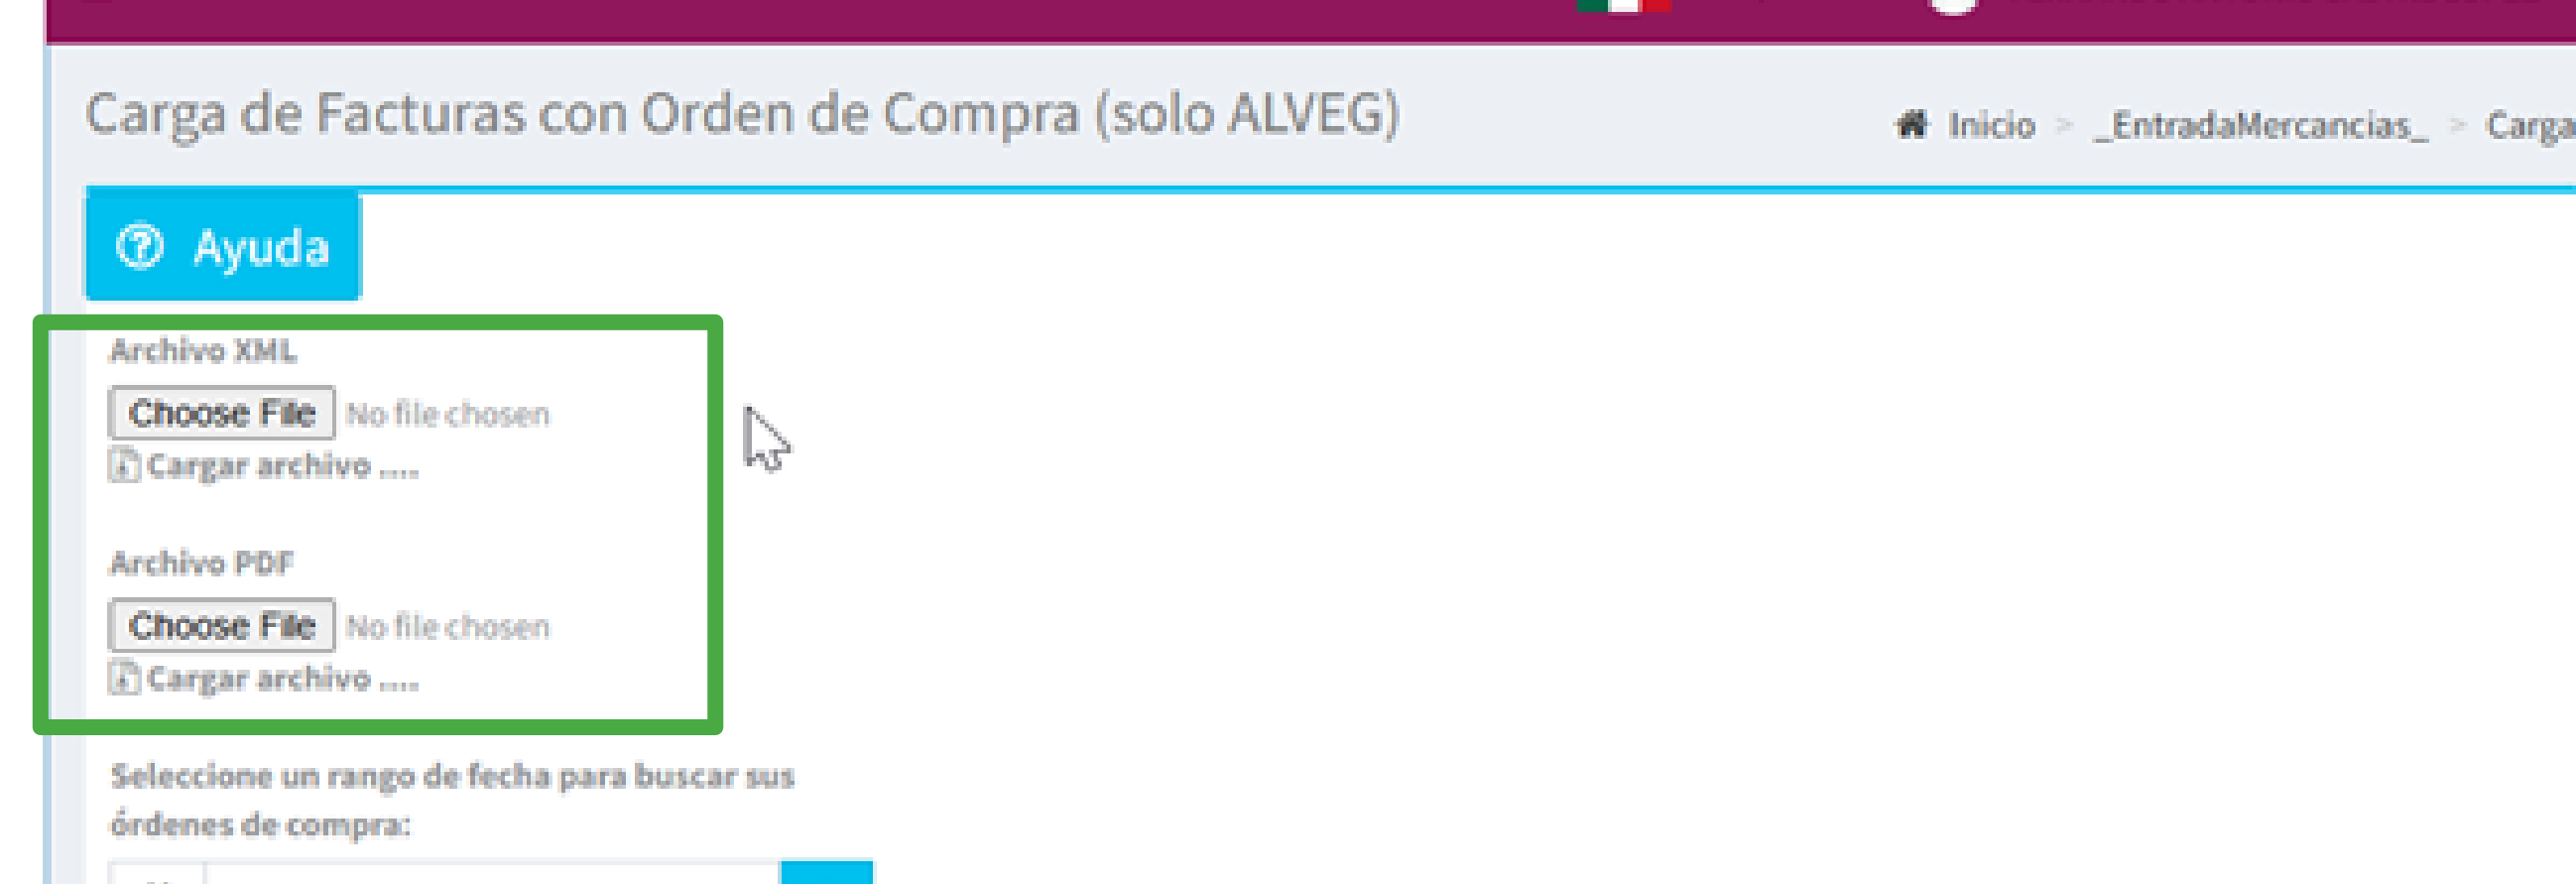 Carga de Facturas con Orden de Compra (solo ALVEG)
Inicio > _EntradaMercancias_ > Carga
Ayuda
Archivo XML
Choose File No file chosen
Cargar archivo .....
Archivo PDF
Choose File No file chosen
Cargar archivo .....
Seleccione un rango de fecha para buscar sus
órdenes de compra: